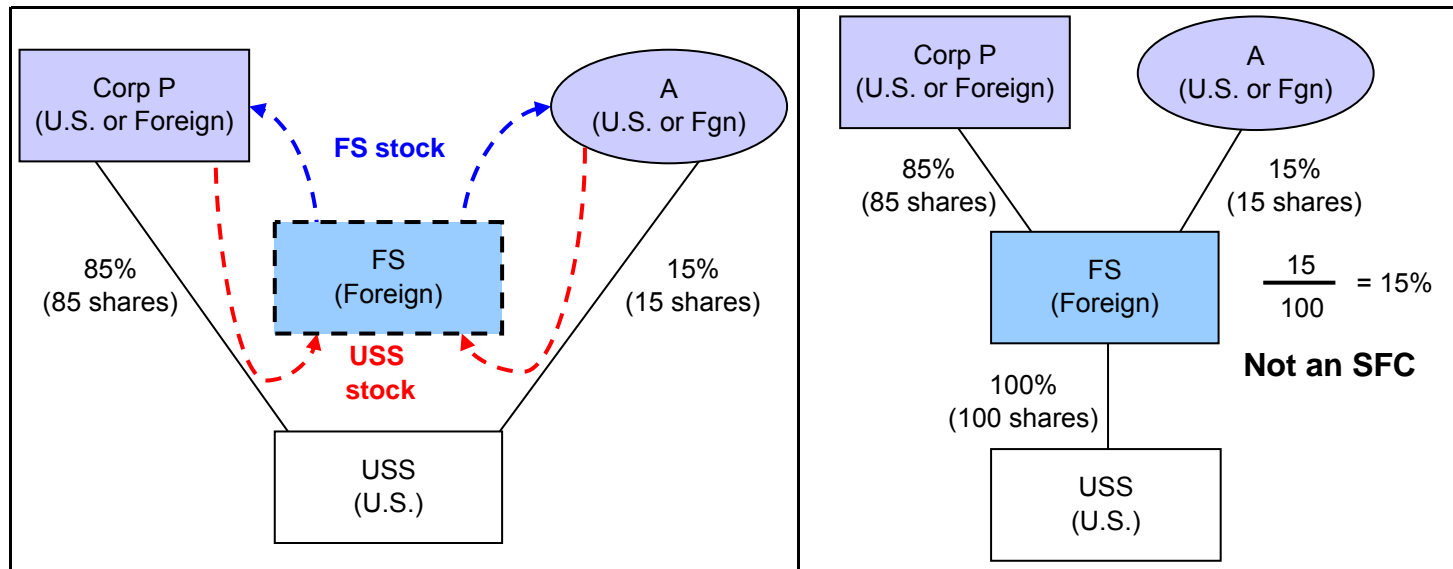 Corp P
(U.S. or Foreign)
A
(U.S. or Fgn)
FS stock
85%
(85 shares)
FS
(Foreign)
15%
(15 shares)
USS
stock
USS
(U.S.)
Corp P
(U.S. or Foreign)
A
(U.S. or Fgn)
85%
(85 shares)
15%
(15 shares)
FS
(Foreign)
15
100
= 15%
Not an SFC
100%
(100 shares)
USS
(U.S.)